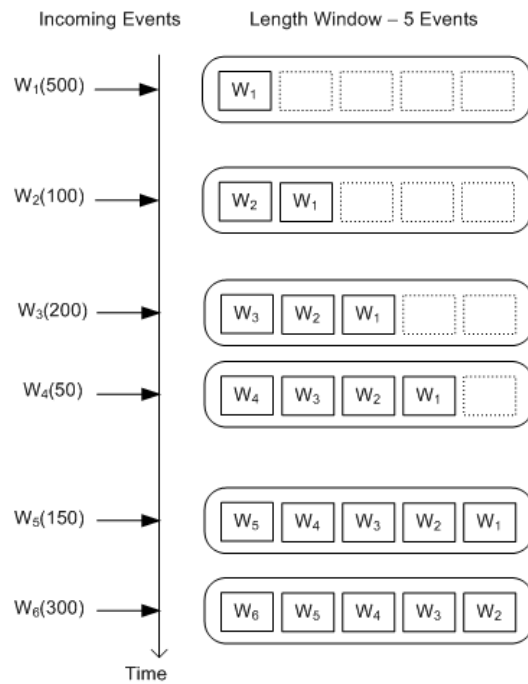 Incoming Events Length Window – 5 Events
W₁(500) W₁
W₂(100) W₂ W₁
W₃(200) W₃ W₂ W₁
W₄(50) W₄ W₃ W₂ W₁
W₅(150) W₅ W₄ W₃ W₂ W₁
W₆(300) W₆ W₅ W₄ W₃ W₂
Time